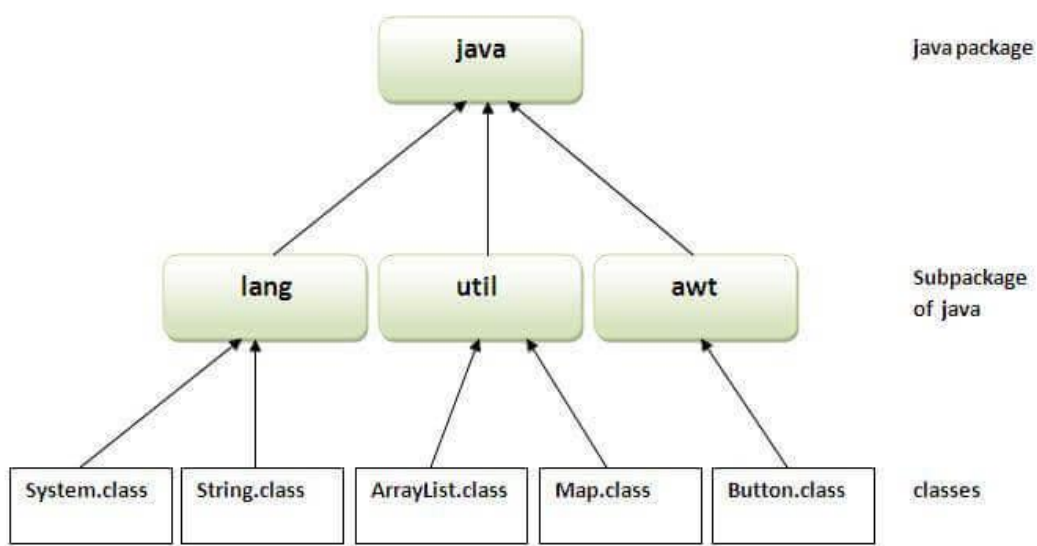 java
java package
lang
util
awt
Subpackage
of java
System.class
String.class
ArrayList.class
Map.class
Button.class
classes